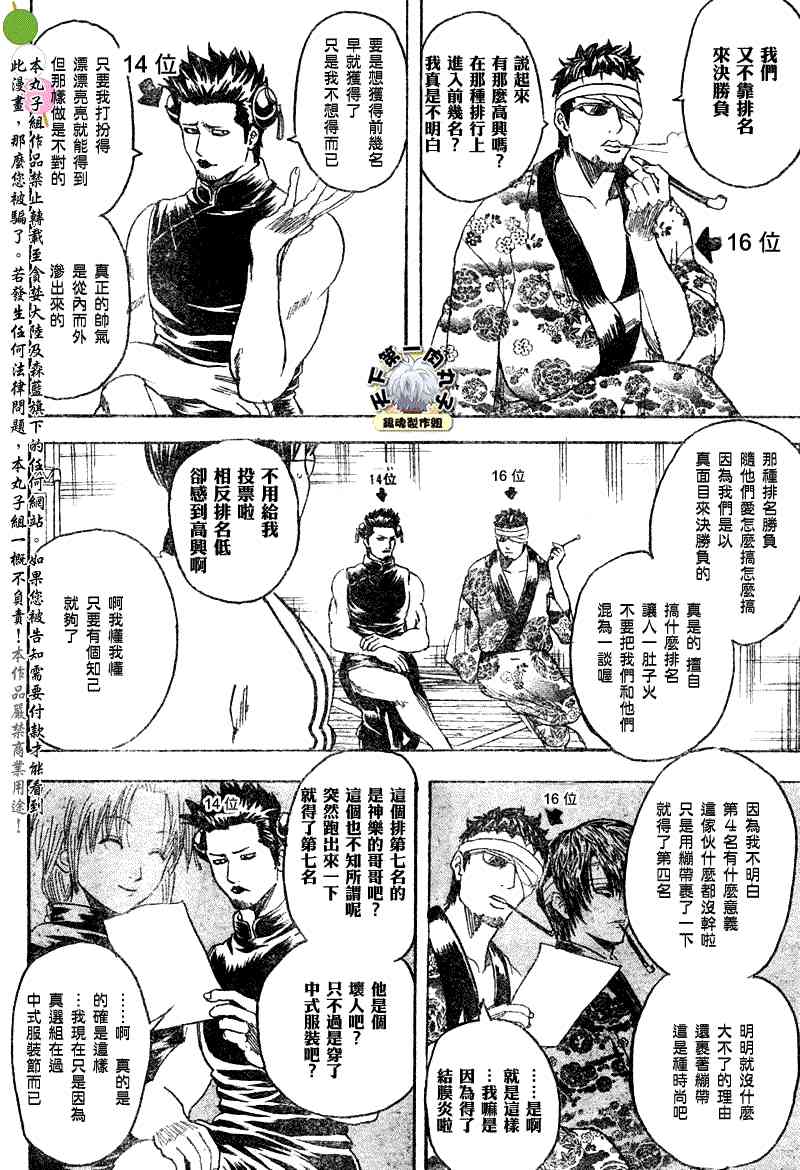 我們
又不靠排名
來決勝負
說起來
有那麼高興嗎?
在那種排行上
進入前幾名?
我真是不明白
16 位
要是想獲得前幾名
早就獲得了
只是我不想得而已
14 位
只要我打扮得
漂漂亮亮就能得到
但那樣做是不對的
真正的帥氣
是從內而外
滲出來的
天下第一肉丸子
銀魂製作組
那種排名勝負
隨他們愛怎麼搞怎麼搞
因為我們是以
真面目來決勝負的
真是的 擅自
搞什麼排名
讓人一肚子火
不要把我們和他們
混為一談喔
16 位
14 位
不用給我
投票啦
相反排名低
卻感到高興啊
啊我懂我懂
只要有個知己
就夠了
因為我不明白
第4名有什麼意義
這傢伙什麼都沒幹啦
只是用繃帶裹了一下
就得了第四名
16 位
明明就沒什麼
大不了的理由
還裹著繃帶
這是種時尚吧
……是啊
就是這樣
…我嘛是
因為得了
結膜炎啦
這個排第七名的
是神樂的哥哥吧?
這個也不知所謂呢
突然跑出來一下
就得了第七名
14 位
他是個
壞人吧?
只不過是穿了
中式服裝吧?
……啊 真的是
的確是這樣
…我現在只是因為
真選組在過
中式服裝節而已
本丸子組作品禁止轉載至貪婪大陸及森藍旗下的任何網站。如果您被告知需要付款才能看到
此漫畫,那麼您被騙了。若發生任何法律問題,本丸子組一概不負責!本作品嚴禁商業用途!